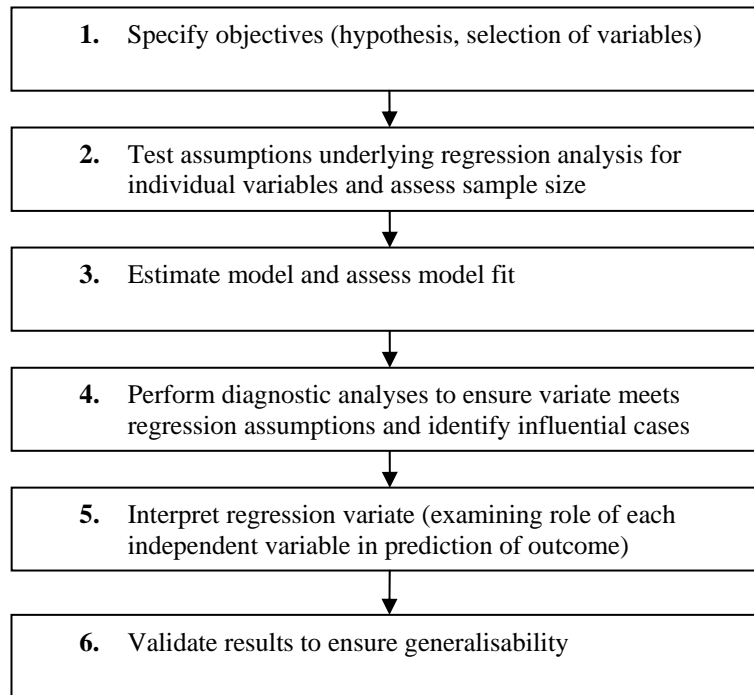 1. Specify objectives (hypothesis, selection of variables)
2. Test assumptions underlying regression analysis for
individual variables and assess sample size
3. Estimate model and assess model fit
4. Perform diagnostic analyses to ensure variate meets
regression assumptions and identify influential cases
5. Interpret regression variate (examining role of each
independent variable in prediction of outcome)
6. Validate results to ensure generalisability